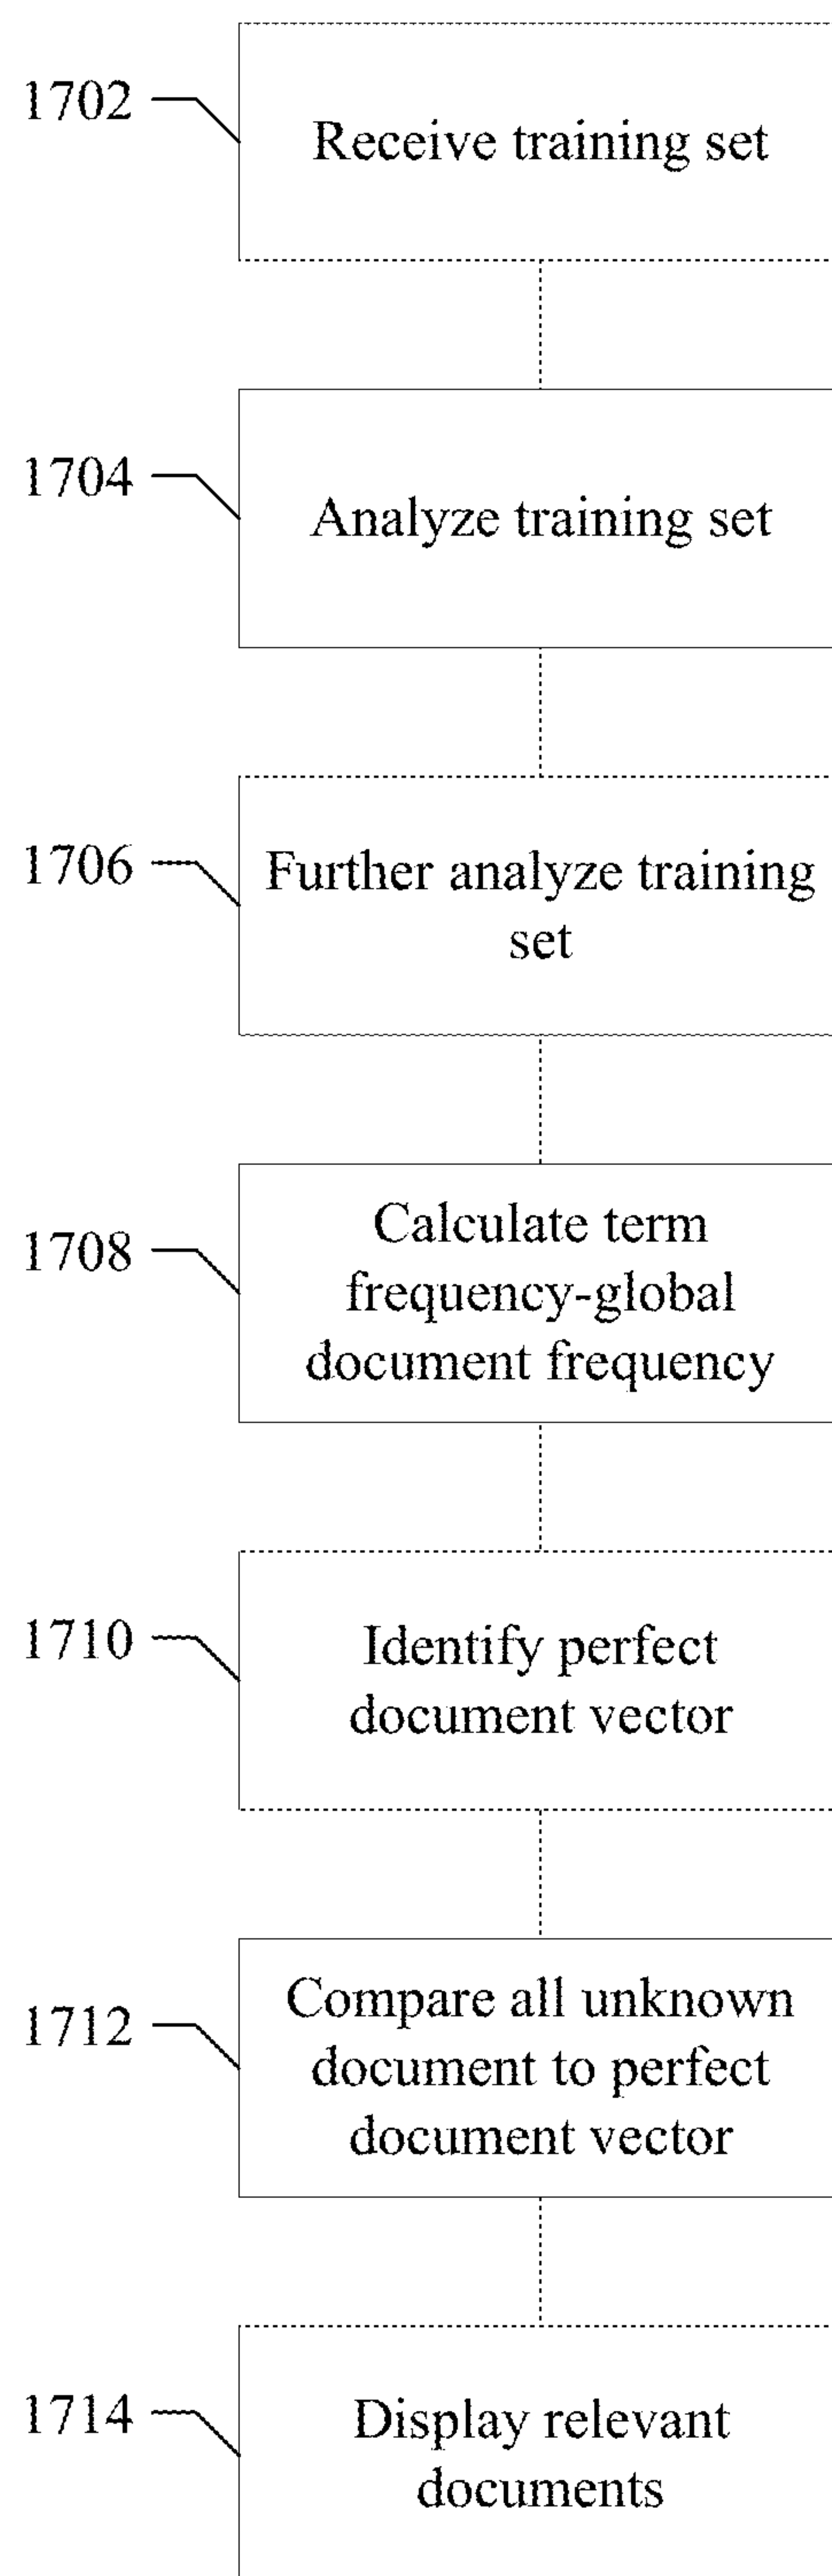 1702
Receive training set
1704
Analyze training set
1706
Further analyze training
set
1708
Calculate term
frequency-global
document frequency
1710
Identify perfect
document vector
1712
Compare all unknown
document to perfect
document vector
1714
Display relevant
documents